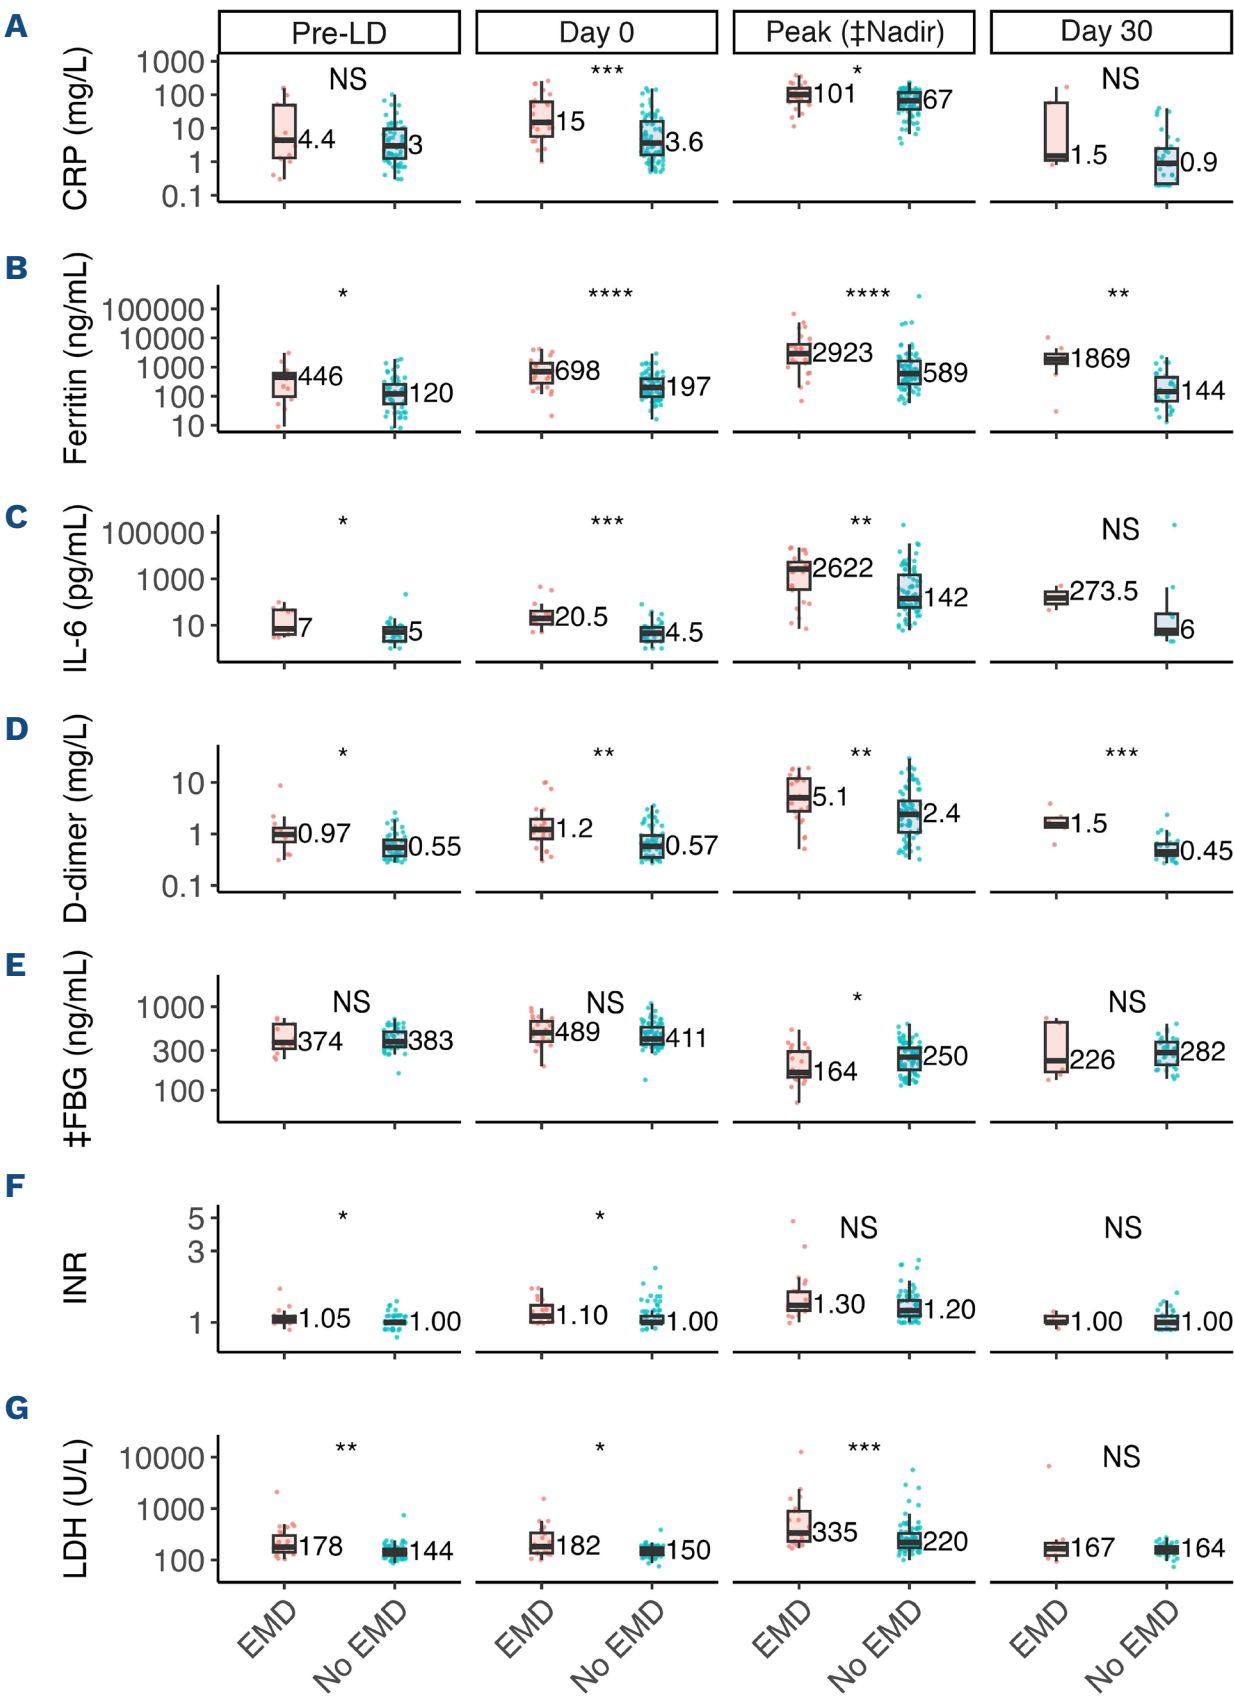 A
Pre-LD
Day 0
Peak (‡Nadir)
Day 30
CRP (mg/L)
1000
100
10
1
0.1
NS
***
*
NS
4.4
3
15
3.6
101
67
1.5
0.9
B
Ferritin (ng/mL)
100000
10000
1000
100
10
*
****
****
**
446
120
698
197
2923
589
1869
144
C
IL-6 (pg/mL)
100000
1000
10
*
***
**
NS
7
5
20.5
4.5
2622
142
273.5
6
D
D-dimer (mg/L)
10
1
0.1
*
**
**
***
0.97
0.55
1.2
0.57
5.1
2.4
1.5
0.45
E
‡FBG (ng/mL)
1000
300
100
NS
NS
*
NS
374
383
489
411
164
250
226
282
F
INR
5
3
1
*
*
NS
NS
1.05
1.00
1.10
1.00
1.30
1.20
1.00
1.00
G
LDH (U/L)
10000
1000
100
**
*
***
NS
178
144
182
150
335
220
167
164
EMD
No EMD
EMD
No EMD
EMD
No EMD
EMD
No EMD